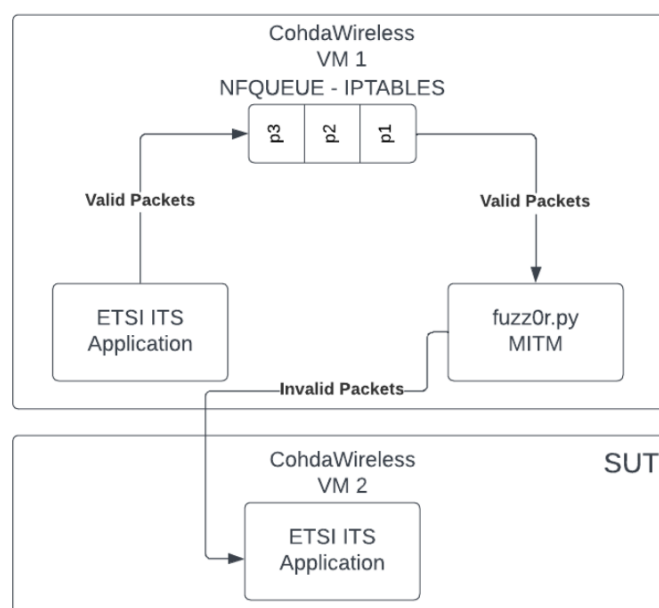 CohdaWireless
VM 1
NFQUEUE - IPTABLES
p3 p2 p1
Valid Packets
Valid Packets
ETSI ITS
Application
fuzz0r.py
MITM
Invalid Packets
CohdaWireless
VM 2
SUT
ETSI ITS
Application